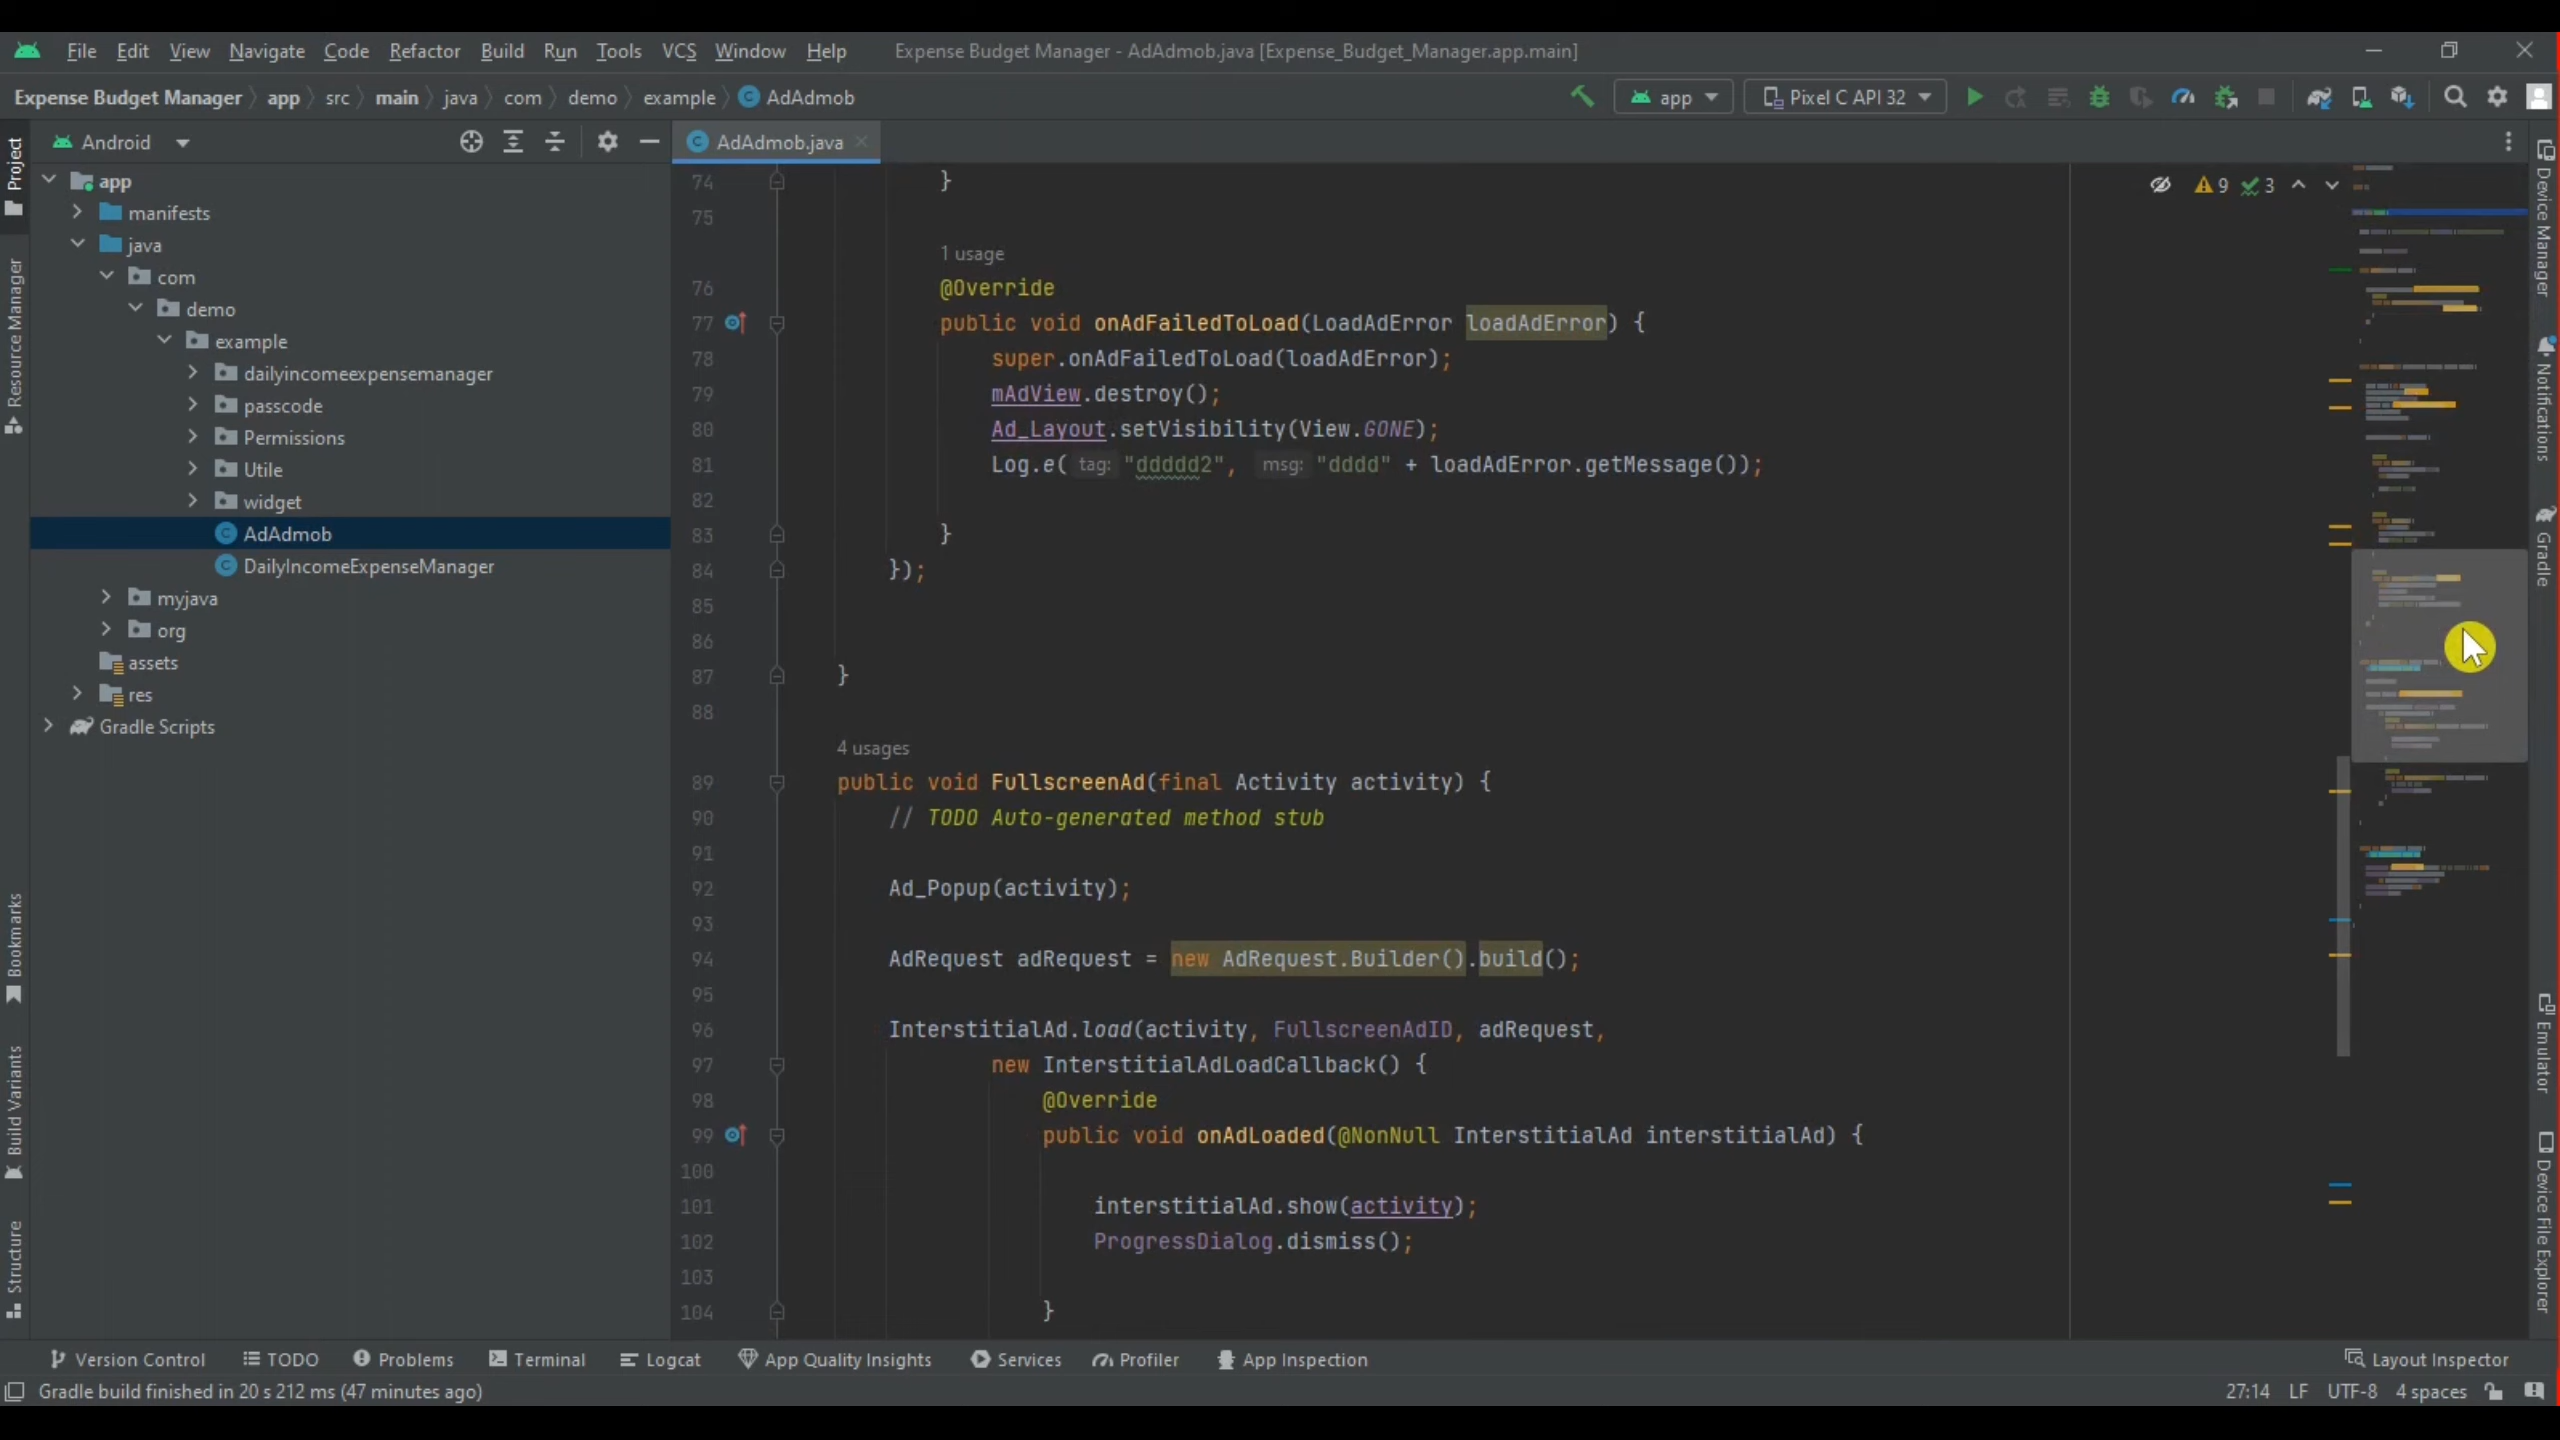 File Edit View Navigate Code Refactor Build Run Tools VCS Window Help Expense Budget Manager - AdAdmob.java [Expense_Budget_Manager.app.main]
Expense Budget Manager app src main java com demo example AdAdmob app Pixel C API 32
Android
AdAdmob.java
Project
Resource Manager
Bookmarks
Build Variants
Structure
app
manifests
java
com
demo
example
dailyincomeexpensemanager
passcode
Permissions
Utile
widget
AdAdmob
DailyIncomeExpenseManager
myjava
org
assets
res
Gradle Scripts
9 3
74 }
75
1 usage
76 @Override
77 public void onAdFailedToLoad(LoadAdError loadAdError) {
78 super.onAdFailedToLoad(loadAdError);
79 mAdView.destroy();
80 Ad_Layout.setVisibility(View.GONE);
81 Log.e( tag: "ddddd2", msg: "dddd" + loadAdError.getMessage());
82
83 }
84 });
85
86
87 }
88
4 usages
89 public void FullscreenAd(final Activity activity) {
90 // TODO Auto-generated method stub
91
92 Ad_Popup(activity);
93
94 AdRequest adRequest = new AdRequest.Builder().build();
95
96 InterstitialAd.load(activity, FullscreenAdID, adRequest,
97 new InterstitialAdLoadCallback() {
98 @Override
99 public void onAdLoaded(@NonNull InterstitialAd interstitialAd) {
100
101 interstitialAd.show(activity);
102 ProgressDialog.dismiss();
103
104 }
Device Manager
Notifications
Gradle
Emulator
Device File Explorer
Version Control TODO Problems Terminal Logcat App Quality Insights Services Profiler App Inspection Layout Inspector
Gradle build finished in 20 s 212 ms (47 minutes ago) 27:14 LF UTF-8 4 spaces